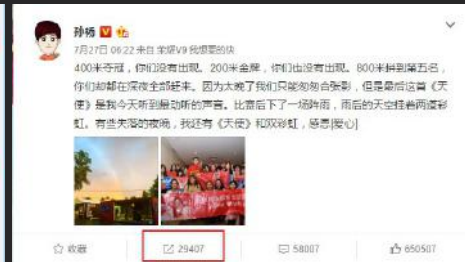 孙杨
7月27日 06:22 来自 荣耀V9 我想要的快
400米夺冠，你们没有出现。200米金牌，你们也没有出现。800米拼到第五名，
你们却都在深夜全部赶来。因为太晚了我们只能匆匆合张影，但是最后这首《天
使》是我今天听到最动听的声音。比赛后下了一场阵雨，雨后的天空挂着两道彩
虹。有些失落的夜晚，我还有《天使》和双彩虹，感恩[爱心]
收藏
29407
58007
650507